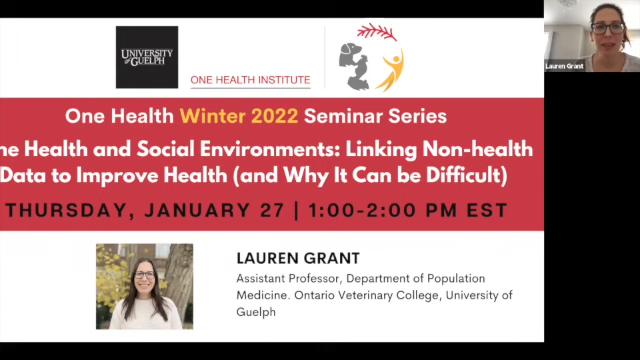 UNIVERSITY
OF GUELPH
ONE HEALTH INSTITUTE
Lauren Grant
One Health Winter 2022 Seminar Series
ne Health and Social Environments: Linking Non-health
Data to Improve Health (and Why It Can be Difficult)
THURSDAY, JANUARY 27 | 1:00-2:00 PM EST
LAUREN GRANT
Assistant Professor, Department of Population
Medicine. Ontario Veterinary College, University of
Guelph